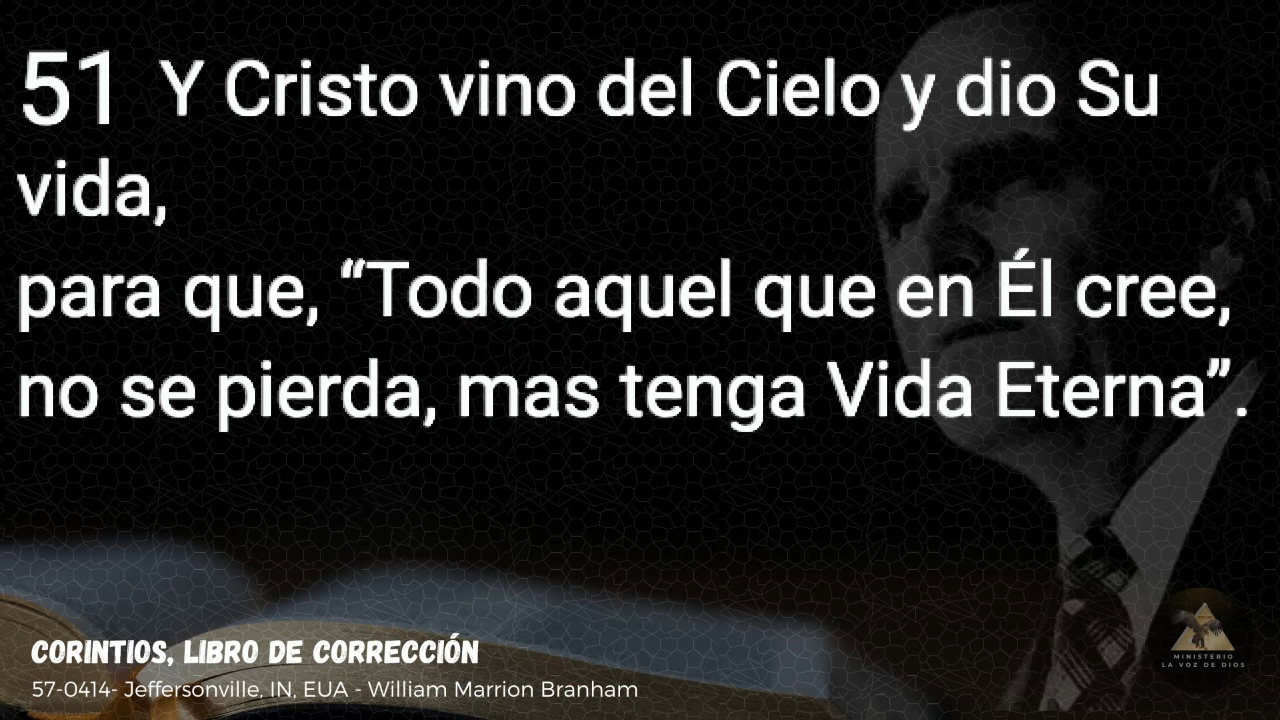 51 Y Cristo vino del Cielo y dio Su
vida,
para que, “Todo aquel que en Él cree,
no se pierda, mas tenga Vida Eterna”.
CORINTIOS, LIBRO DE CORRECCIÓN
57-0414- Jeffersonville, IN, EUA - William Marrion Branham
MINISTERIO
LA VOZ DE DIOS